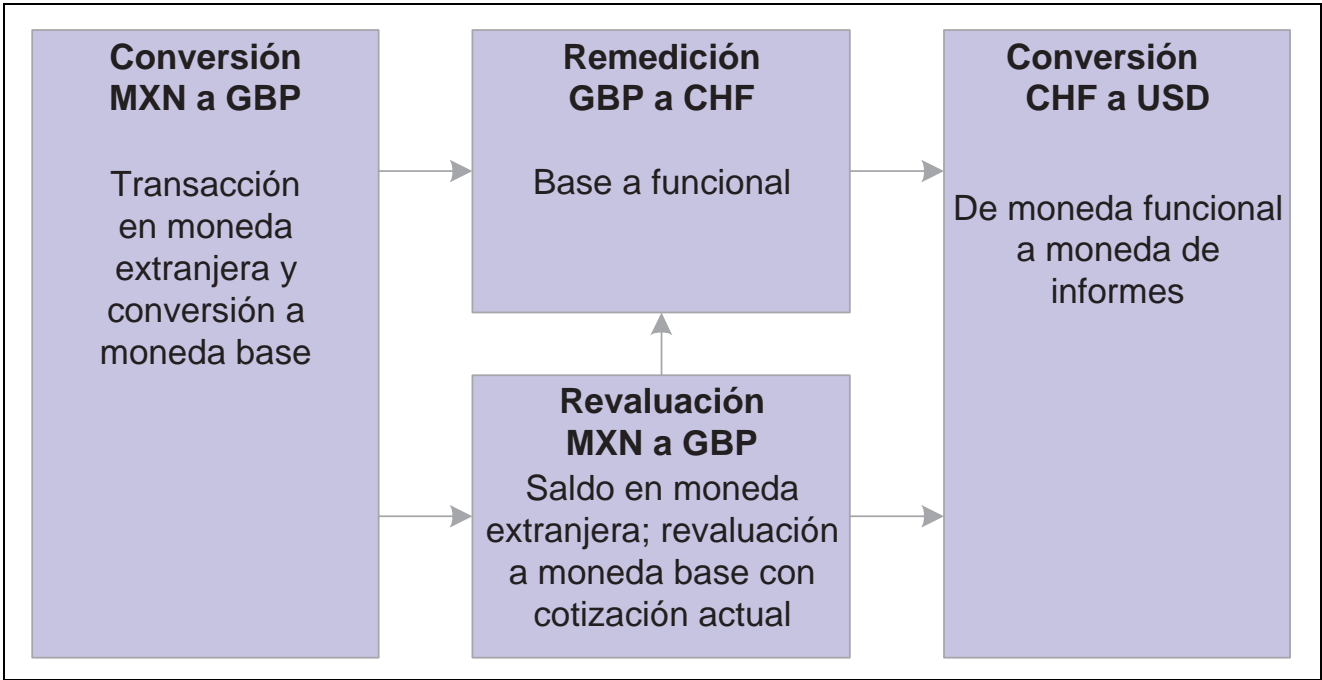 Conversión
MXN a GBP
Transacción
en moneda
extranjera y
conversión a
moneda base
Remedición
GBP a CHF
Base a funcional
Revaluación
MXN a GBP
Saldo en moneda
extranjera; revaluación
a moneda base con
cotización actual
Conversión
CHF a USD
De moneda funcional
a moneda de
informes